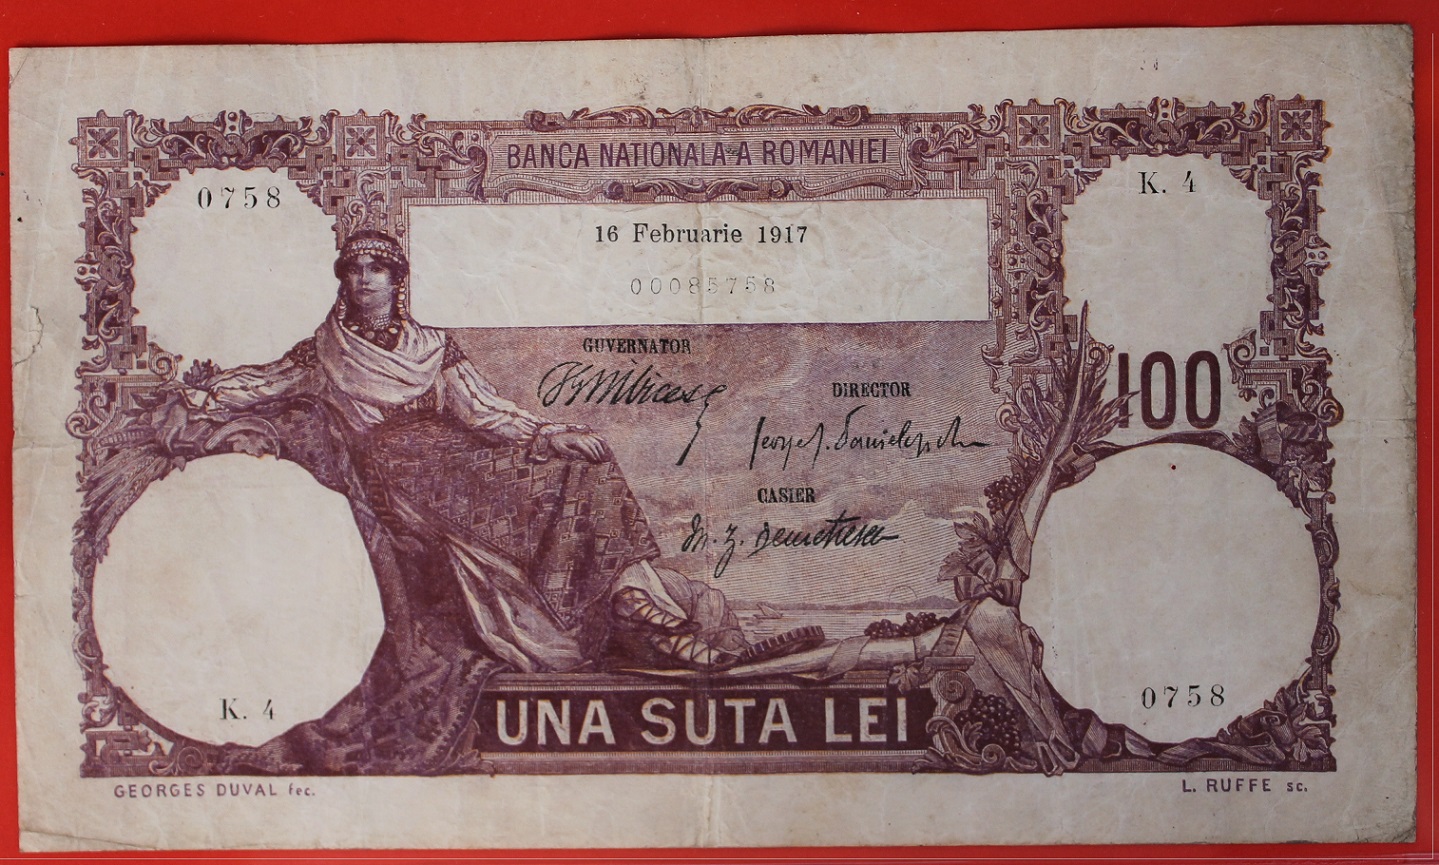 BANCA NATIONALA A ROMANIEI
0758
K. 4
16 Februarie 1917
00085758
GUVERNATOR
DIRECTOR
100
CASIER
K. 4
0758
UNA SUTA LEI
GEORGES DUVAL fec.
L. RUFFE sc.